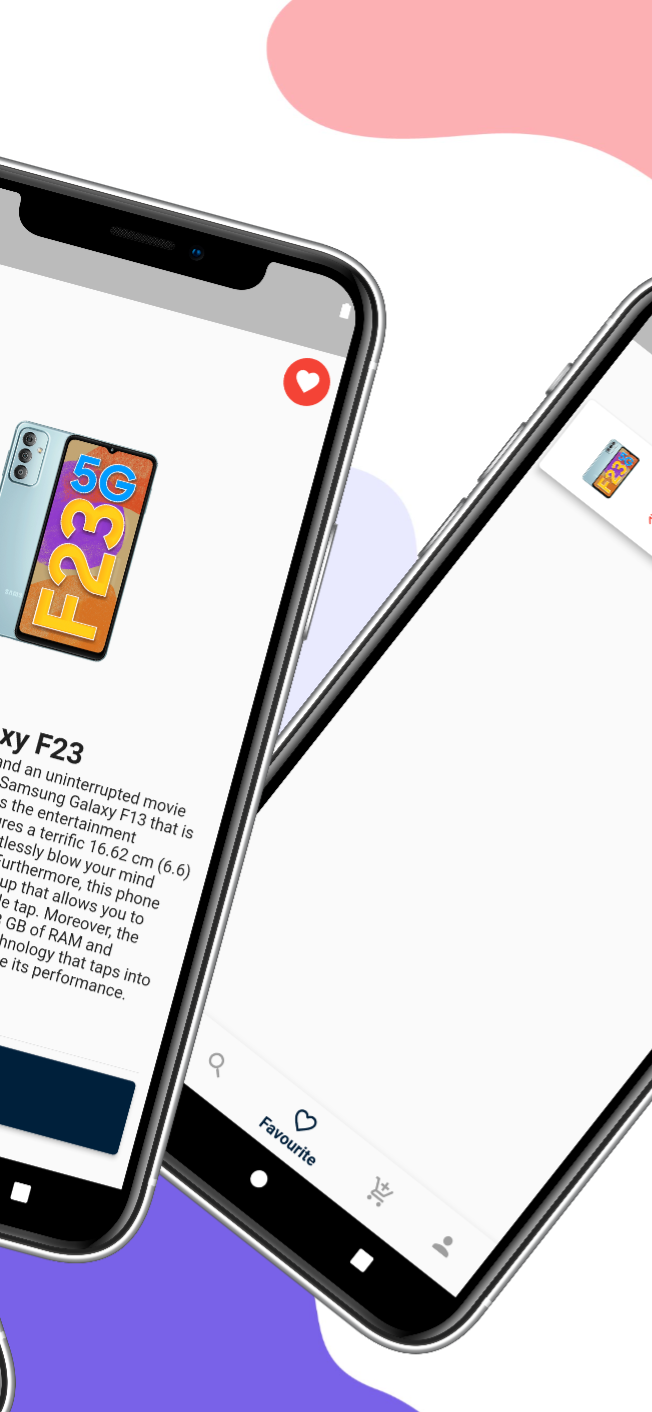 5G
F23
xy F23
and an uninterrupted movie
Samsung Galaxy F13 that is
s the entertainment
res a terrific 16.62 cm (6.6)
tlessly blow your mind
Furthermore, this phone
up that allows you to
le tap. Moreover, the
GB of RAM and
hnology that taps into
e its performance.
F23
Favourite